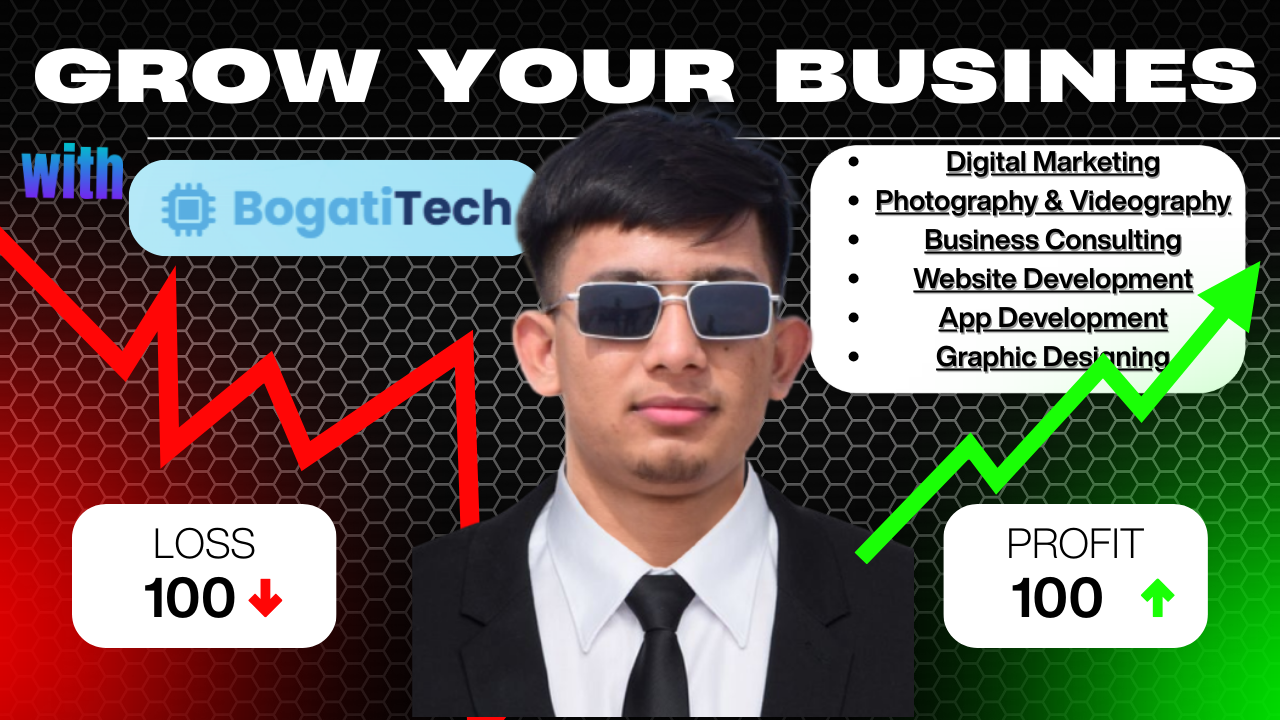 GROW YOUR BUSINES
with
BogatiTech
• Digital Marketing
• Photography & Videography
• Business Consulting
• Website Development
• App Development
• Graphic Designing
LOSS
100
PROFIT
100